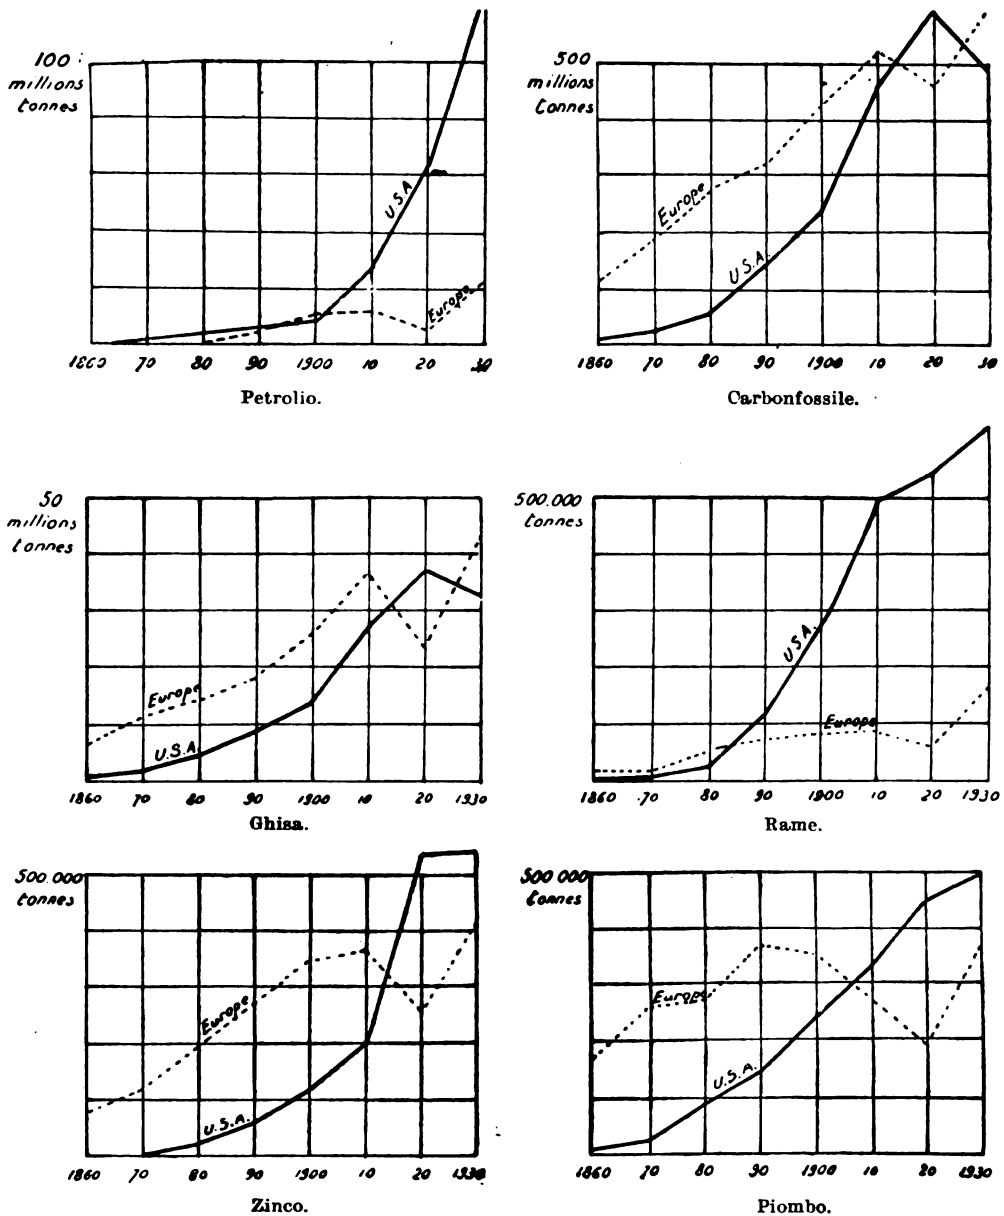 100
millions
tonnes
U.S.A
Europe
1860 70 80 90 1900 10 20 30
Petrolio.
500
millions
tonnes
Europe
U.S.A.
1860 70 80 90 1900 10 20 30
Carbonfossile.
50
millions
tonnes
Europe
U.S.A
1860 70 80 90 1900 10 20 1930
Ghisa.
500.000
tonnes
U.S.A.
Europe
1860 70 80 90 1900 10 20 1930
Rame.
500.000
tonnes
Europe
U.S.A.
1860 70 80 90 1900 10 20 1930
Zinco.
500.000
tonnes
Europe
U.S.A.
1860 70 80 90 1900 10 20 1930
Piombo.